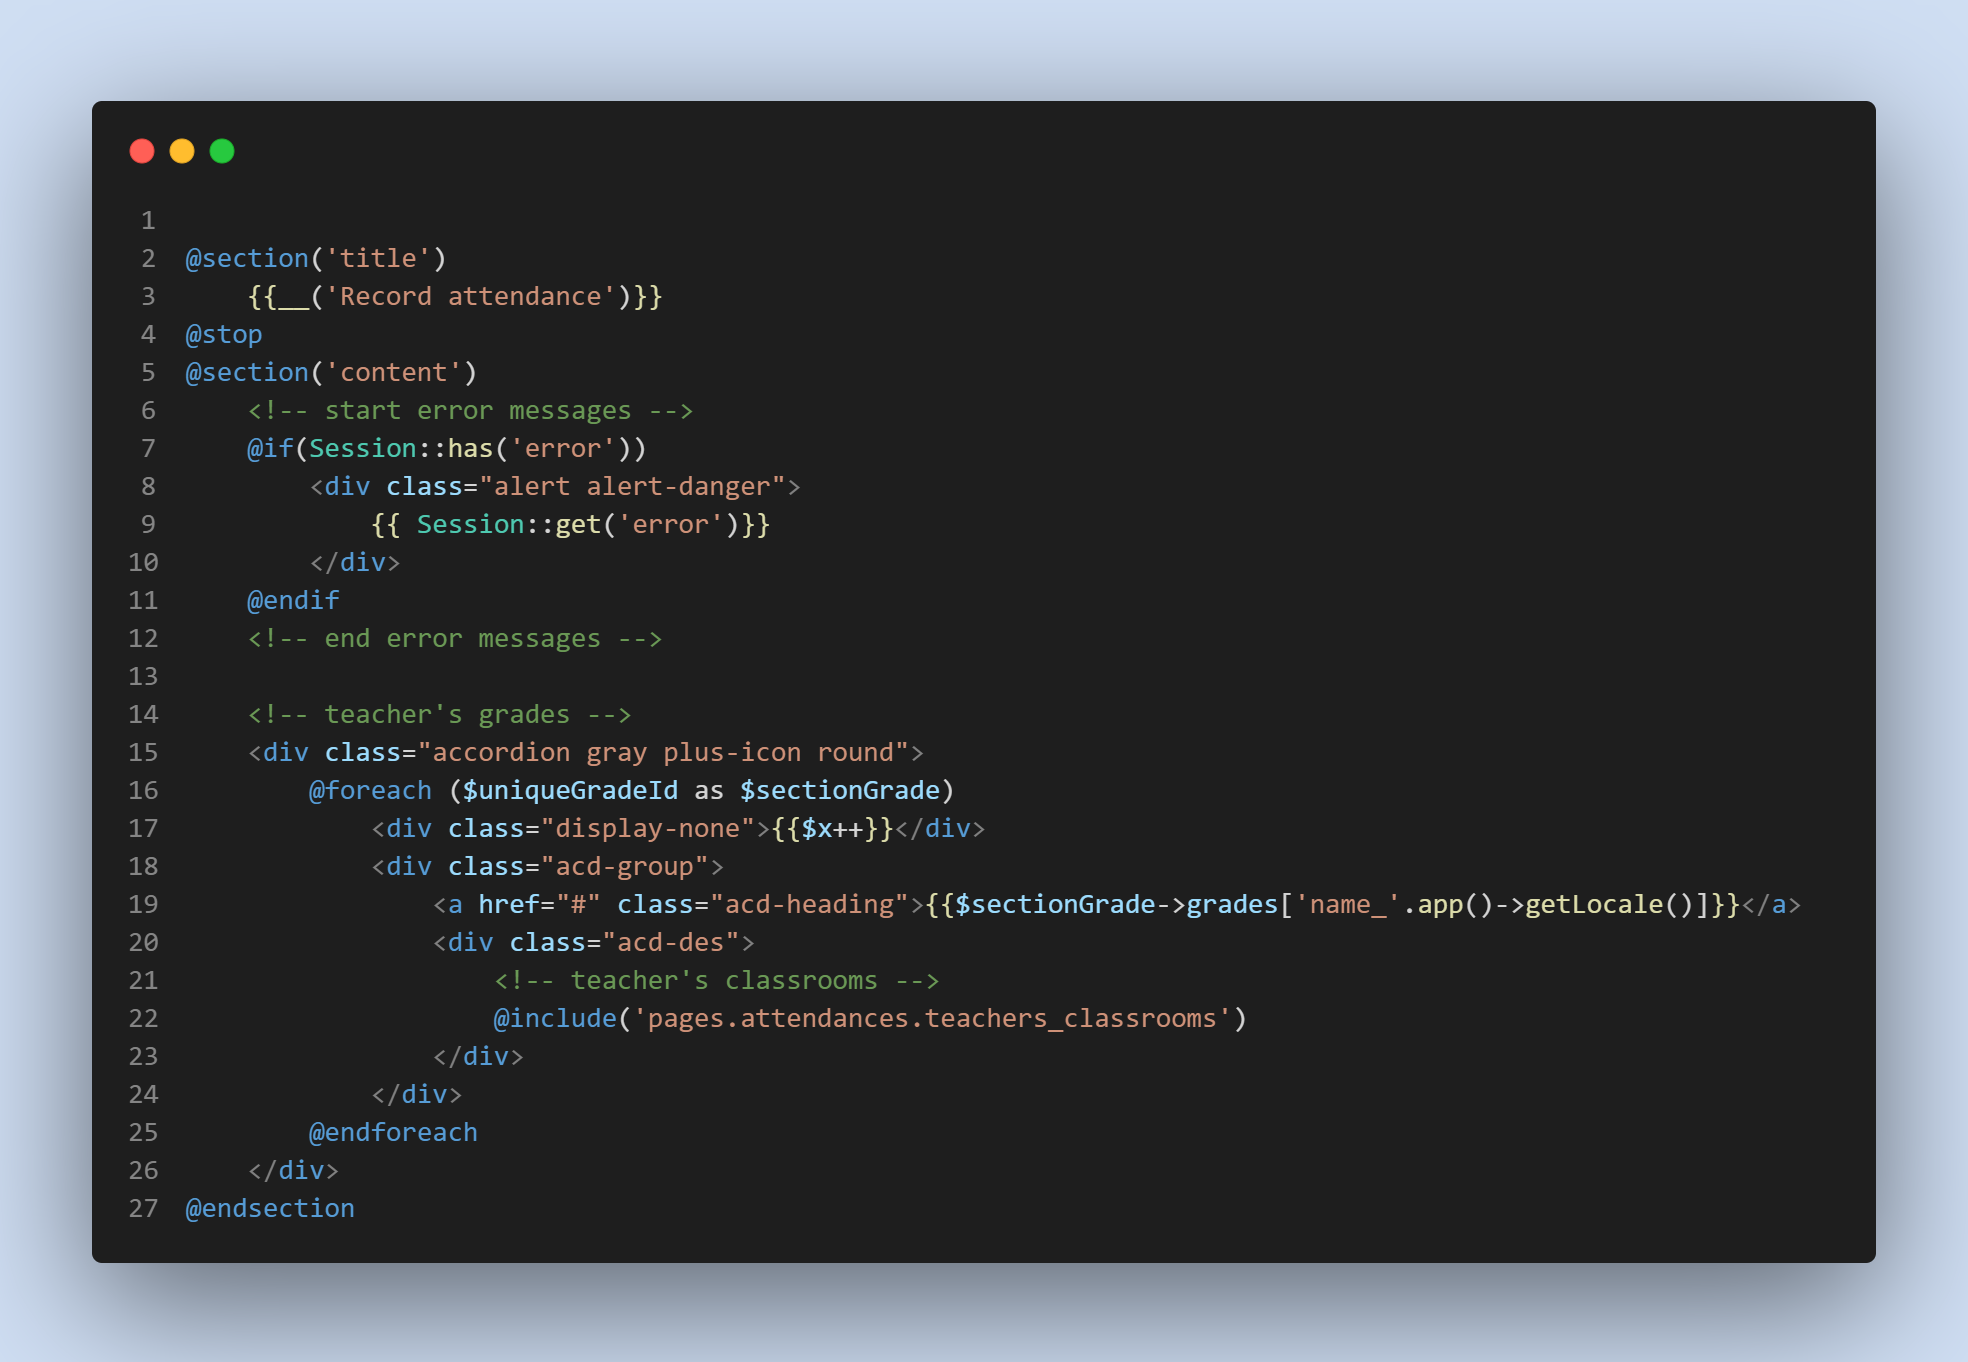 1
2 @section('title')
3     {{__('Record attendance')}}
4 @stop
5 @section('content')
6     <!-- start error messages -->
7     @if(Session::has('error'))
8         <div class="alert alert-danger">
9             {{ Session::get('error')}}
10         </div>
11     @endif
12     <!-- end error messages -->
13
14     <!-- teacher's grades -->
15     <div class="accordion gray plus-icon round">
16         @foreach ($uniqueGradeId as $sectionGrade)
17             <div class="display-none">{{$x++}}</div>
18             <div class="acd-group">
19                 <a href="#" class="acd-heading">{{$sectionGrade->grades['name_'.app()->getLocale()]}}</a>
20                 <div class="acd-des">
21                     <!-- teacher's classrooms -->
22                     @include('pages.attendances.teachers_classrooms')
23                 </div>
24             </div>
25         @endforeach
26     </div>
27 @endsection